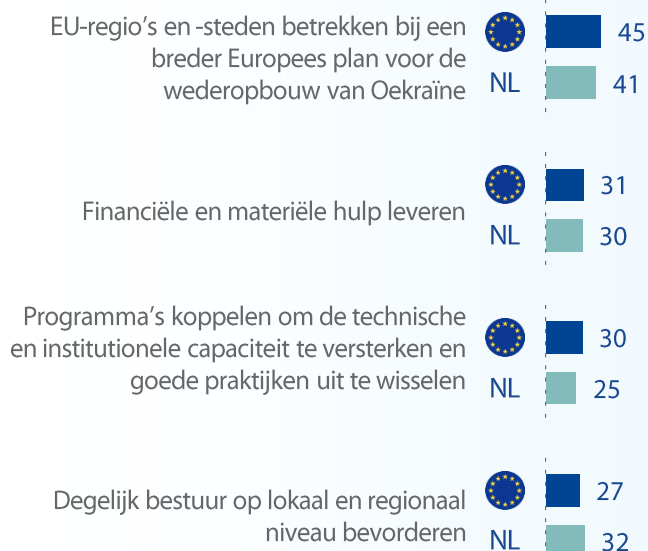 EU-regio’s en -steden betrekken bij een
breder Europees plan voor de
wederopbouw van Oekraïne
45
NL
41
Financiële en materiële hulp leveren
31
NL
30
Programma’s koppelen om de technische
en institutionele capaciteit te versterken en
goede praktijken uit te wisselen
30
NL
25
Degelijk bestuur op lokaal en regionaal
niveau bevorderen
27
NL
32